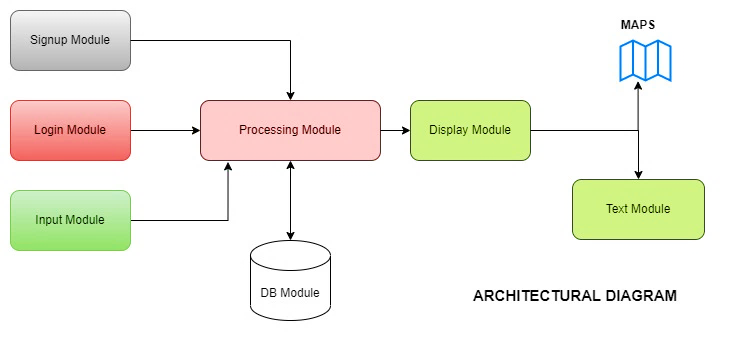 MAPS
Signup Module
Login Module
Processing Module
Display Module
Input Module
Text Module
DB Module
ARCHITECTURAL DIAGRAM